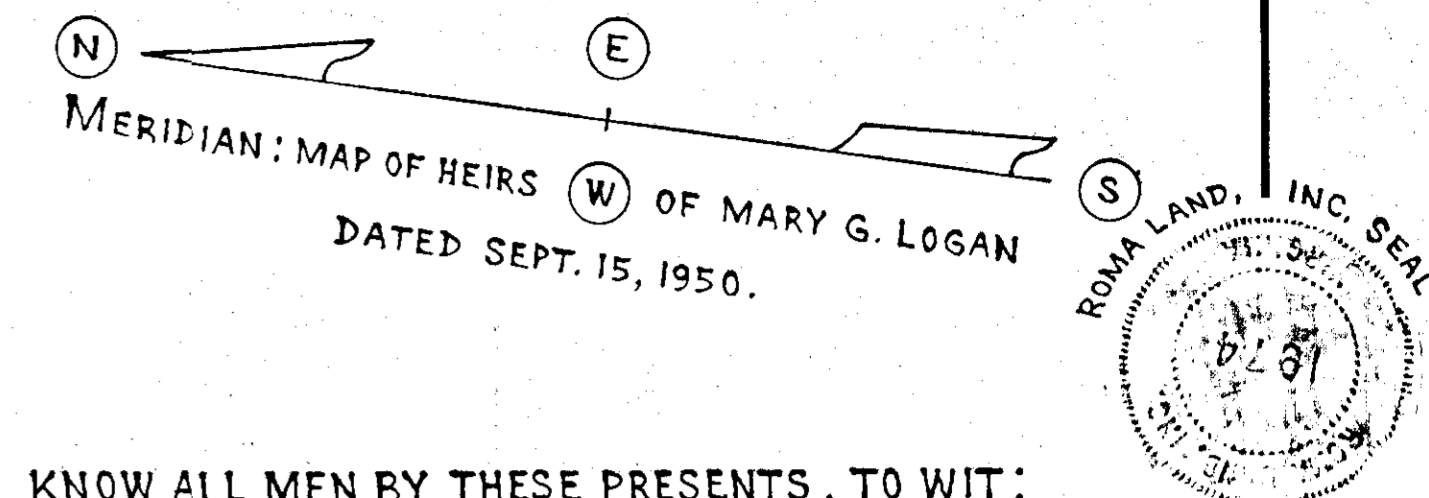 N
E
MERIDIAN: MAP OF HEIRS W OF MARY G. LOGAN
S
DATED SEPT. 15, 1950.
ROMA LAND, INC. SEAL
KNOW ALL MEN BY THESE PRESENTS, TO WIT: